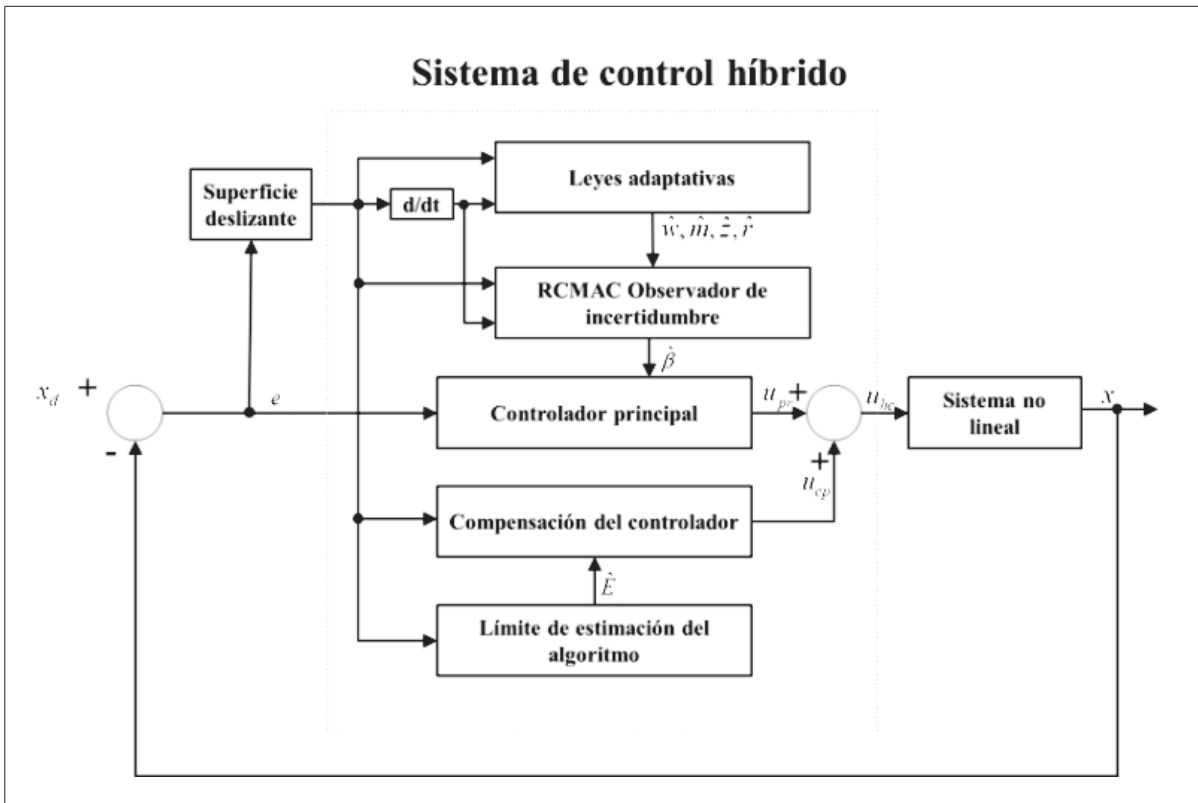 Sistema de control híbrido
Superficie
deslizante
d/dt
Leyes adaptativas
ŵ, m̂, ẑ, r̂
RCMAC Observador de
incertidumbre
β̂
x_d +
-
e
Controlador principal
u_pr +
u_hc
Sistema no
lineal
x
+
u_cp
Compensación del controlador
Ê
Límite de estimación del
algoritmo